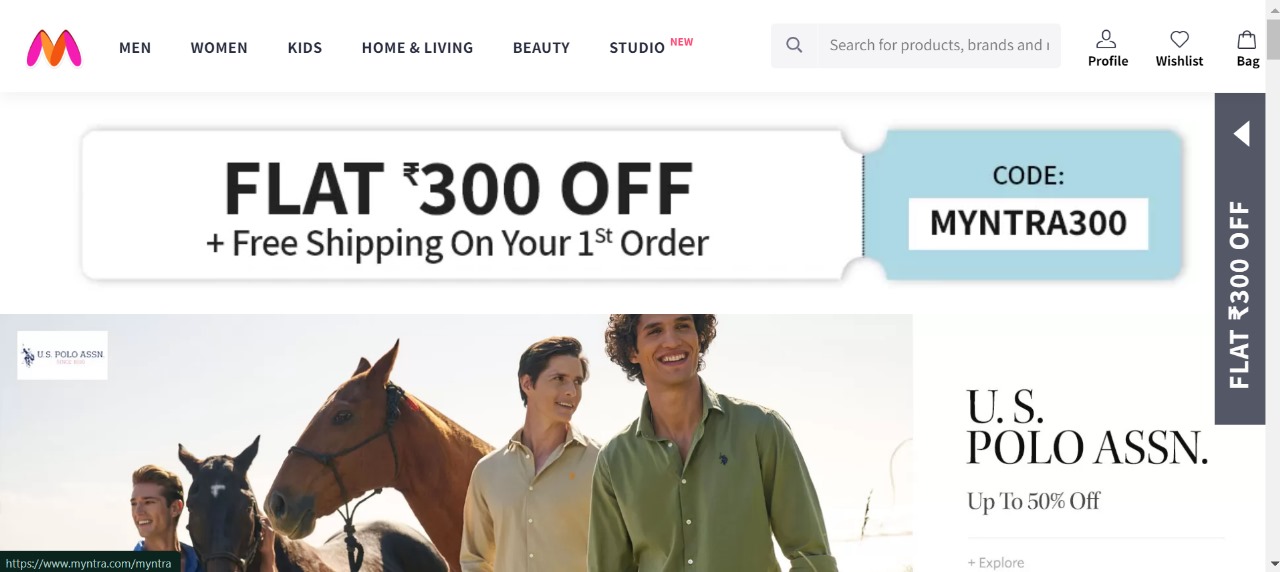 MEN WOMEN KIDS HOME & LIVING BEAUTY STUDIO NEW
Search for products, brands and
Profile Wishlist Bag
FLAT ₹300 OFF
+ Free Shipping On Your 1St Order
CODE:
MYNTRA300
FLAT ₹300 OFF
U.S. POLO ASSN.
SINCE 1890
U. S.
POLO ASSN.
Up To 50% Off
+ Explore
https://www.myntra.com/myntra